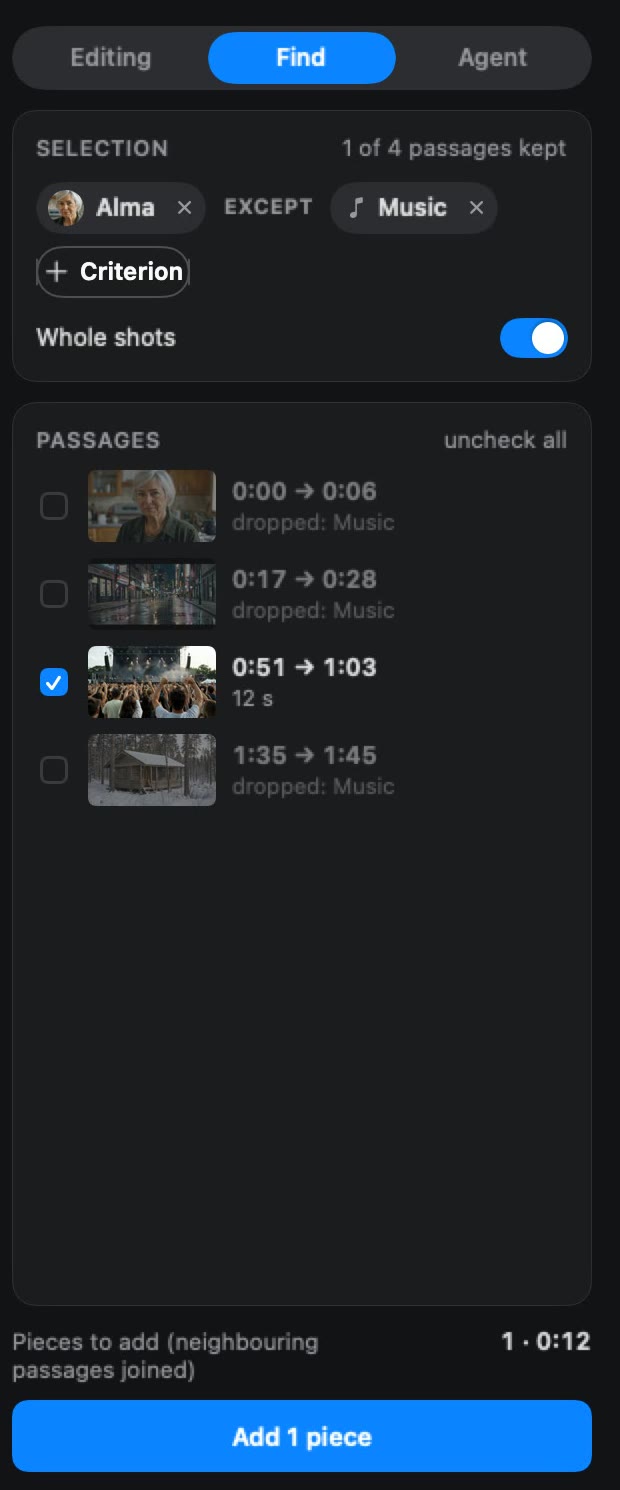 Editing
Find
Agent
SELECTION
1 of 4 passages kept
Alma ×
EXCEPT
Music ×
+ Criterion
Whole shots
PASSAGES
uncheck all
0:00 → 0:06
dropped: Music
0:17 → 0:28
dropped: Music
0:51 → 1:03
12 s
1:35 → 1:45
dropped: Music
Pieces to add (neighbouring
passages joined)
1 · 0:12
Add 1 piece